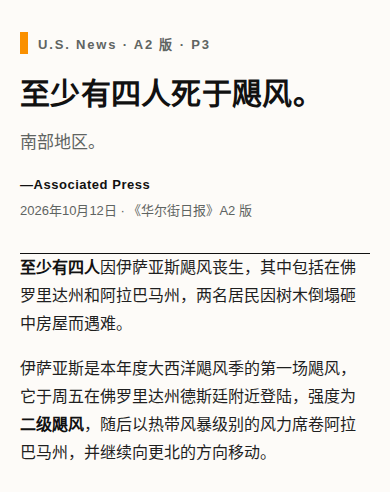 U.S. News · A2 版 · P3
至少有四人死于飓风。
南部地区。
—Associated Press
2026年10月12日 · 《华尔街日报》A2 版
至少有四人因伊萨亚斯飓风丧生，其中包括在佛
罗里达州和阿拉巴马州，两名居民因树木倒塌砸
中房屋而遇难。
伊萨亚斯是本年度大西洋飓风季的第一场飓风，
它于周五在佛罗里达州德斯廷附近登陆，强度为
二级飓风，随后以热带风暴级别的风力席卷阿拉
巴马州，并继续向更北的方向移动。